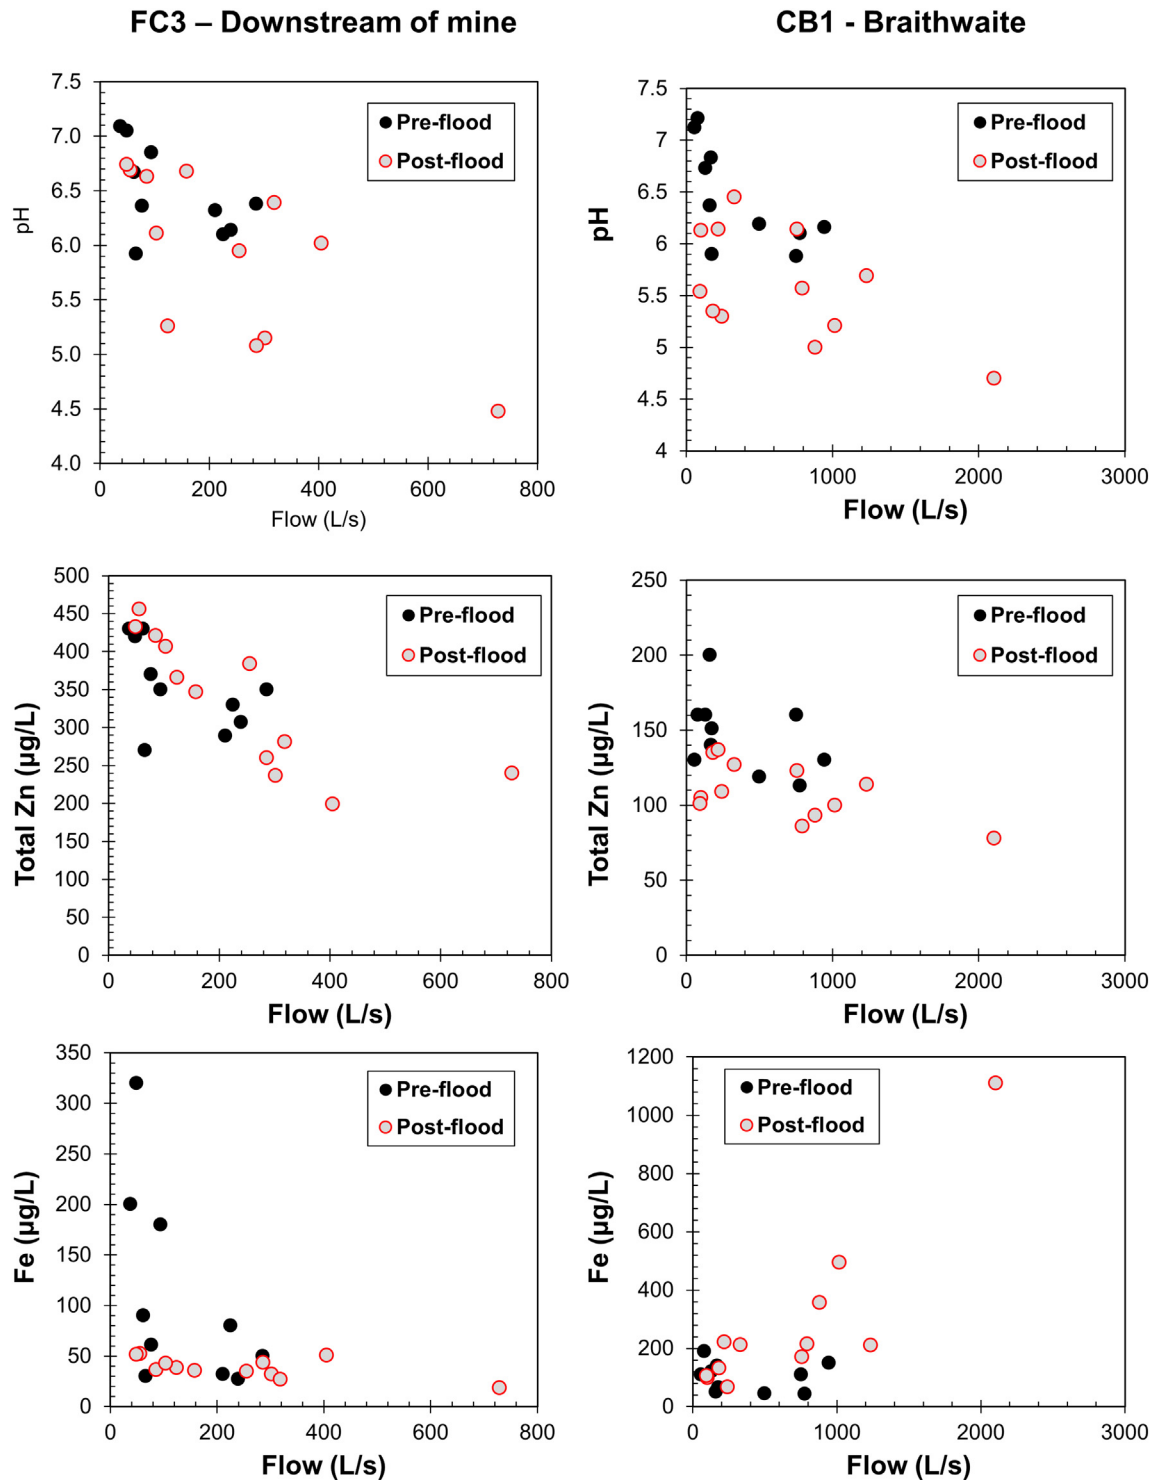 FC3 – Downstream of mine
CB1 - Braithwaite
7.5
7.0
6.5
6.0
5.5
5.0
4.5
4.0
pH
Pre-flood
Post-flood
0 200 400 600 800
Flow (L/s)
7.5
7
6.5
6
5.5
5
4.5
4
pH
Pre-flood
Post-flood
0 1000 2000 3000
Flow (L/s)
500
450
400
350
300
250
200
150
100
50
0
Total Zn (µg/L)
Pre-flood
Post-flood
0 200 400 600 800
Flow (L/s)
250
200
150
100
50
0
Total Zn (µg/L)
Pre-flood
Post-flood
0 1000 2000 3000
Flow (L/s)
350
300
250
200
150
100
50
0
Fe (µg/L)
Pre-flood
Post-flood
0 200 400 600 800
Flow (L/s)
1200
1000
800
600
400
200
0
Fe (µg/L)
Pre-flood
Post-flood
0 1000 2000 3000
Flow (L/s)